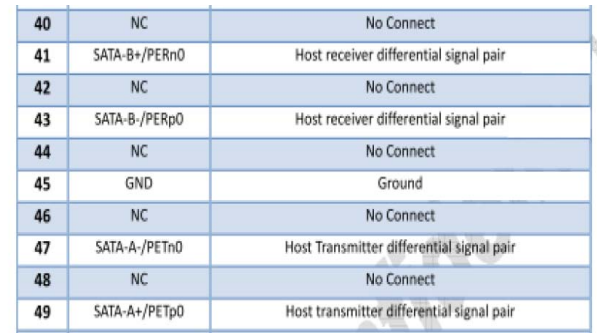 40 NC No Connect
41 SATA-B+/PERn0 Host receiver differential signal pair
42 NC No Connect
43 SATA-B-/PERp0 Host receiver differential signal pair
44 NC No Connect
45 GND Ground
46 NC No Connect
47 SATA-A-/PETn0 Host Transmitter differential signal pair
48 NC No Connect
49 SATA-A+/PETp0 Host transmitter differential signal pair